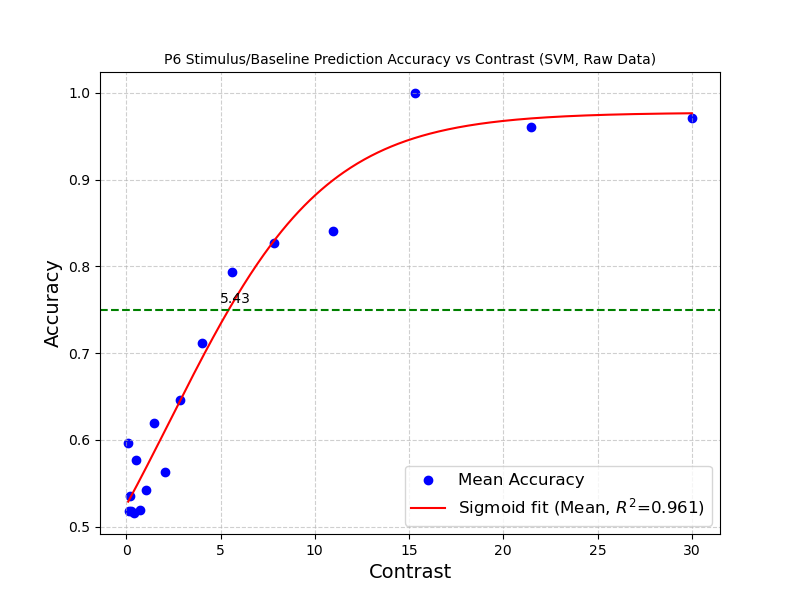 P6 Stimulus/Baseline Prediction Accuracy vs Contrast (SVM, Raw Data)
1.0
0.9
0.8
0.7
0.6
0.5
Accuracy
5.43
Mean Accuracy
Sigmoid fit (Mean, R²=0.961)
0 5 10 15 20 25 30
Contrast